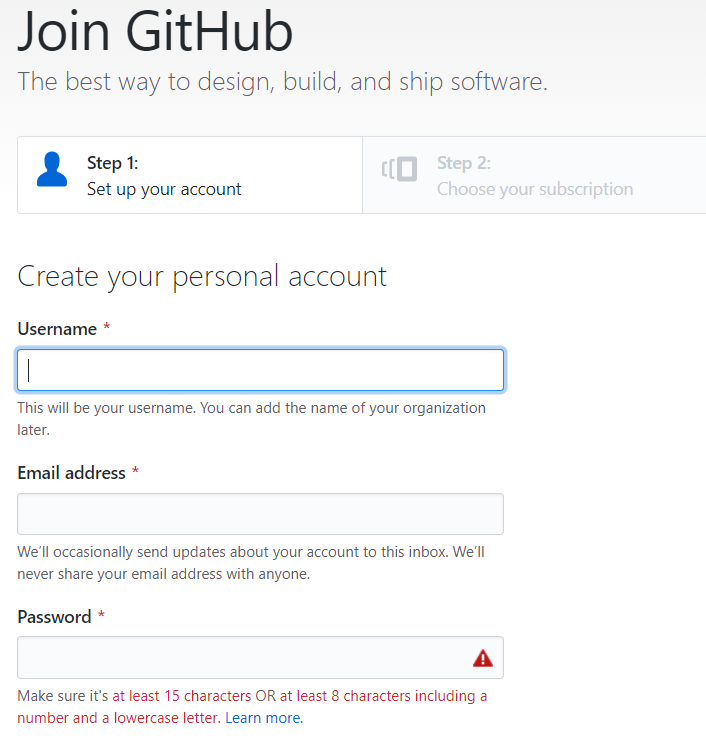 Join GitHub
The best way to design, build, and ship software.
Step 1:
Set up your account
Step 2:
Choose your subscription
Create your personal account
Username *
This will be your username. You can add the name of your organization
later.
Email address *
We’ll occasionally send updates about your account to this inbox. We’ll
never share your email address with anyone.
Password *
Make sure it's at least 15 characters OR at least 8 characters including a
number and a lowercase letter. Learn more.